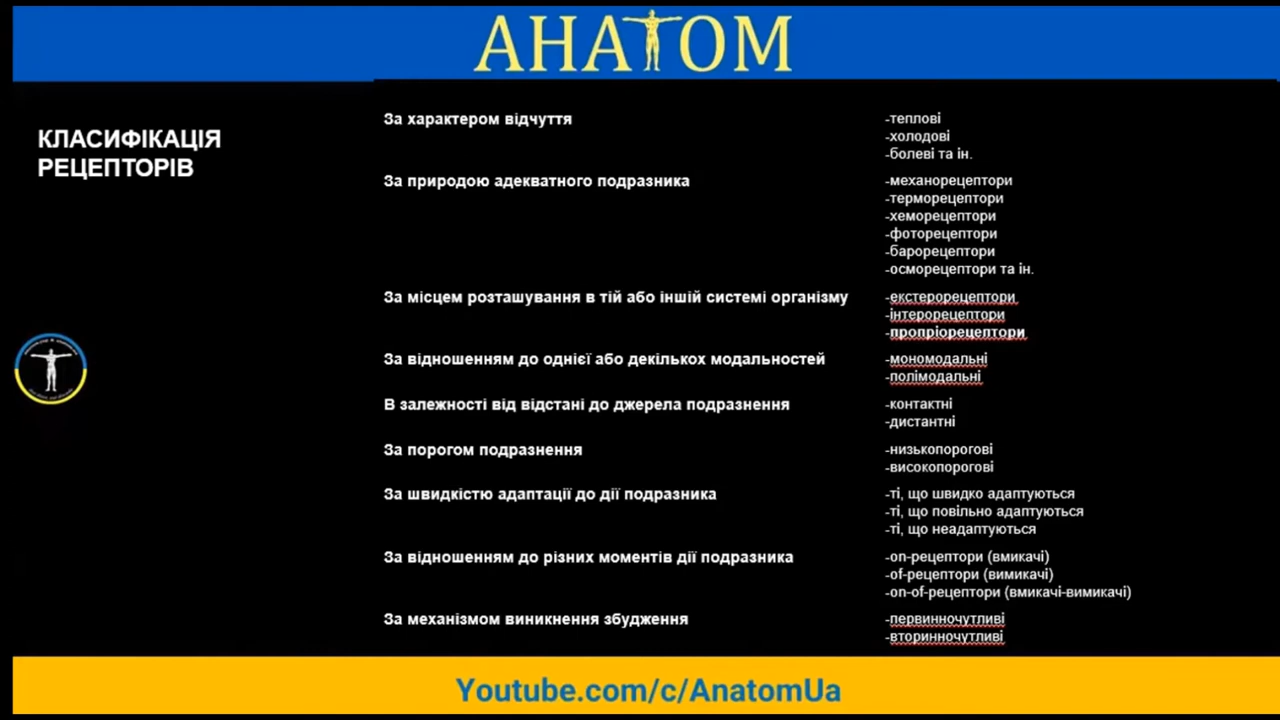 АНАТОМ
КЛАСИФІКАЦІЯ
РЕЦЕПТОРІВ
За характером відчуття
-теплові
-холодові
-болеві та ін.
За природою адекватного подразника
-механорецептори
-терморецептори
-хеморецептори
-фоторецептори
-барорецептори
-осморецептори та ін.
За місцем розташування в тій або іншій системі організму
-екстерорецептори
-інтерорецептори
-пропріорецептори
За відношенням до однієї або декількох модальностей
-мономодальні
-полімодальні
В залежності від відстані до джерела подразнення
-контактні
-дистантні
За порогом подразнення
-низькопорогові
-високопорогові
За швидкістю адаптації до дії подразника
-ті, що швидко адаптуються
-ті, що повільно адаптуються
-ті, що неадаптуються
За відношенням до різних моментів дії подразника
-on-рецептори (вмикачі)
-of-рецептори (вимикачі)
-on-of-рецептори (вмикачі-вимикачі)
За механізмом виникнення збудження
-первинночутливі
-вторинночутливі
Youtube.com/c/AnatomUa